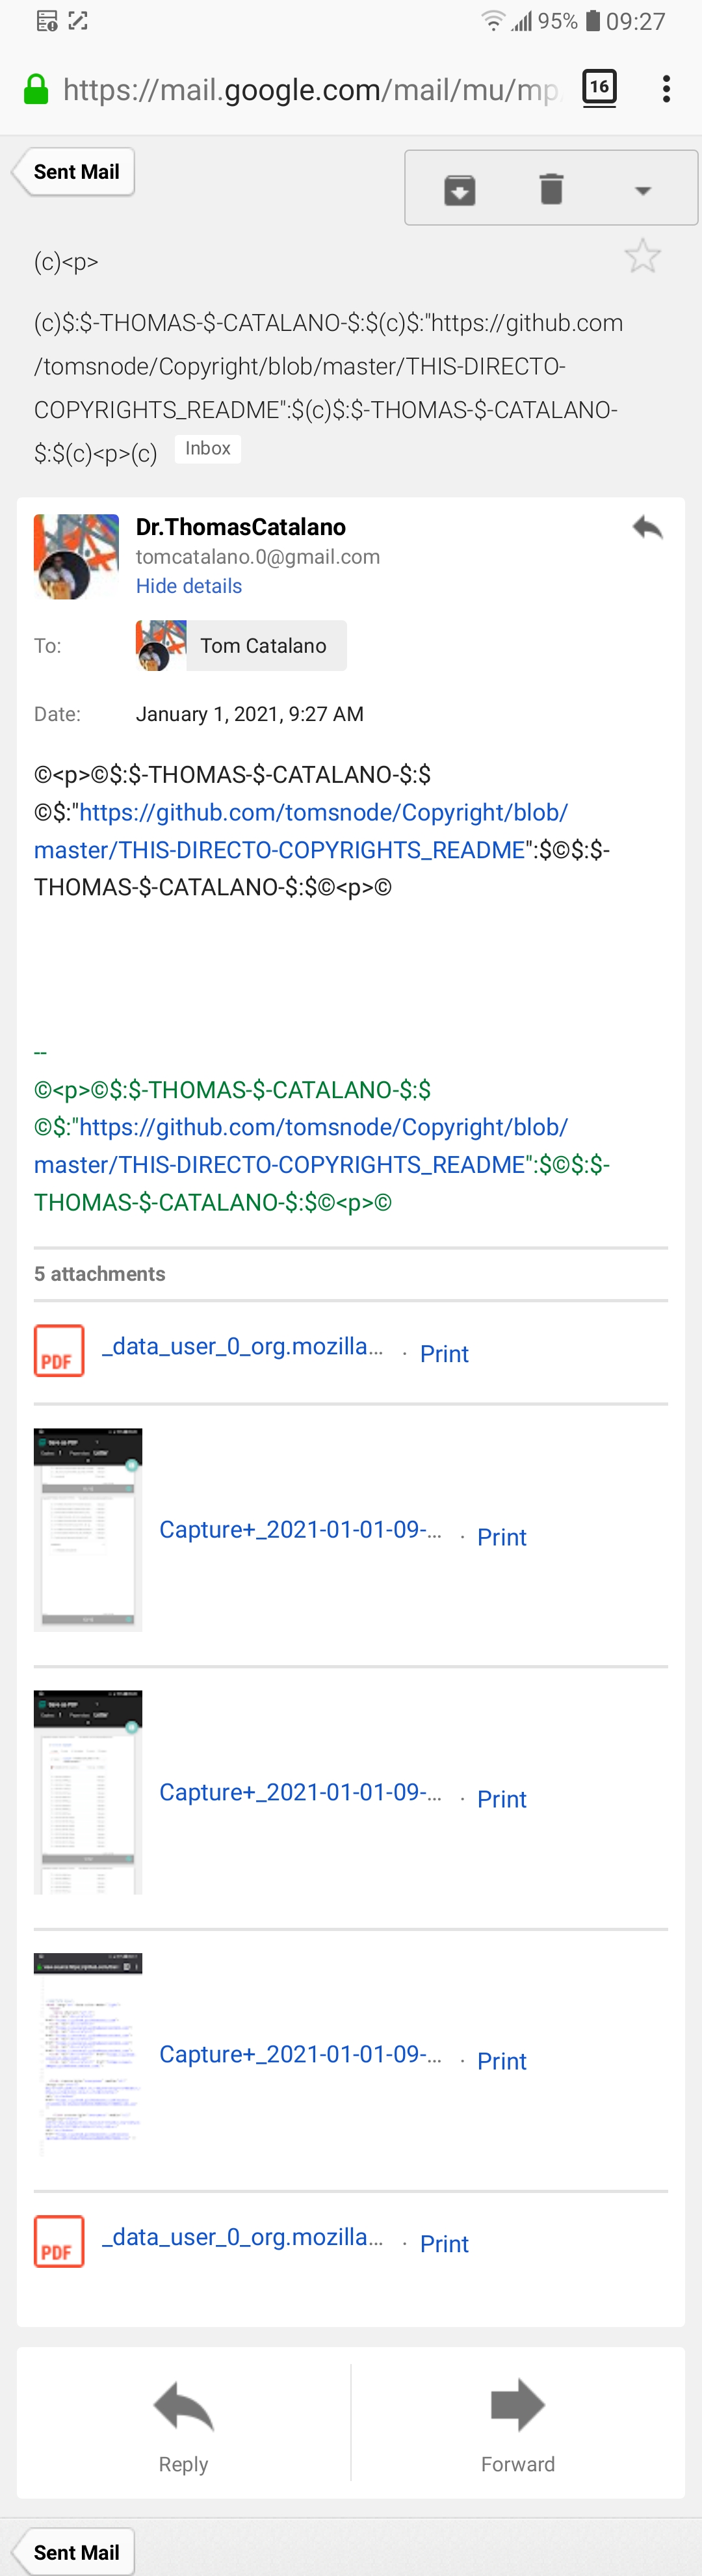 95% 09:27
https://mail.google.com/mail/mu/mp 16
Sent Mail
(c)<p>
(c)$:$-THOMAS-$-CATALANO-$:$(c)$:"https://github.com
/tomsnode/Copyright/blob/master/THIS-DIRECTO-
COPYRIGHTS_README":$(c)$:$-THOMAS-$-CATALANO-
$:$(c)<p>(c) Inbox
Dr.ThomasCatalano
tomcatalano.0@gmail.com
Hide details
To: Tom Catalano
Date: January 1, 2021, 9:27 AM
©<p>©$:$-THOMAS-$-CATALANO-$:$
©$:"https://github.com/tomsnode/Copyright/blob/
master/THIS-DIRECTO-COPYRIGHTS_README":$©$:$-
THOMAS-$-CATALANO-$:$©<p>©
--
©<p>©$:$-THOMAS-$-CATALANO-$:$
©$:"https://github.com/tomsnode/Copyright/blob/
master/THIS-DIRECTO-COPYRIGHTS_README":$©$:$-
THOMAS-$-CATALANO-$:$©<p>©
5 attachments
PDF _data_user_0_org.mozilla... · Print
Capture+_2021-01-01-09-... · Print
Capture+_2021-01-01-09-... · Print
Capture+_2021-01-01-09-... · Print
PDF _data_user_0_org.mozilla... · Print
Reply Forward
Sent Mail